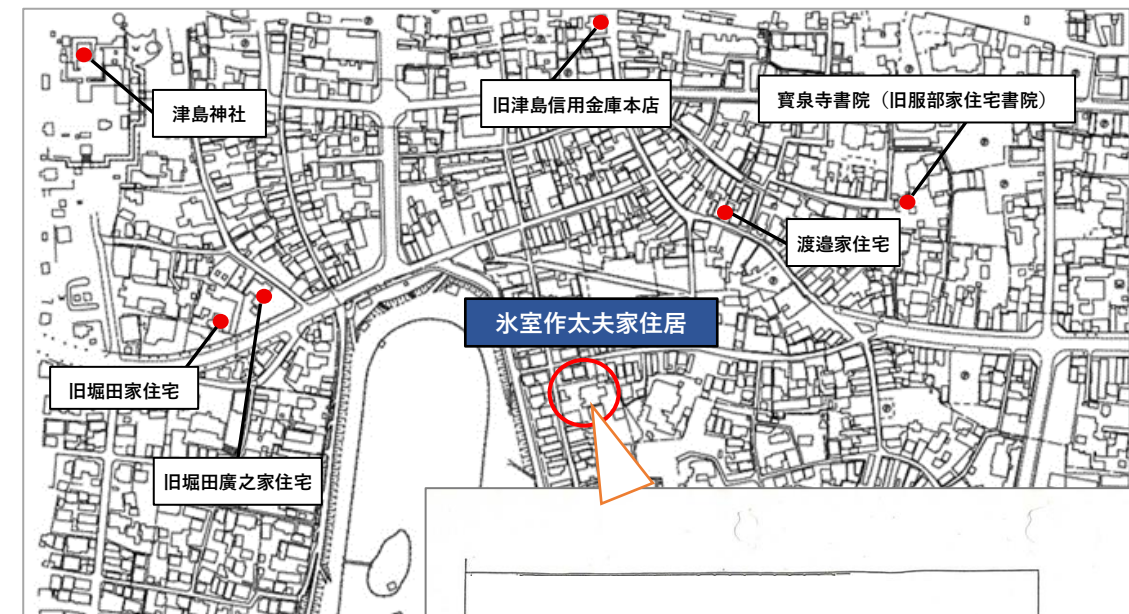 津島神社
旧津島信用金庫本店
寳泉寺書院（旧服部家住宅書院）
渡邉家住宅
氷室作太夫家住居
旧堀田家住宅
旧堀田廣之家住宅